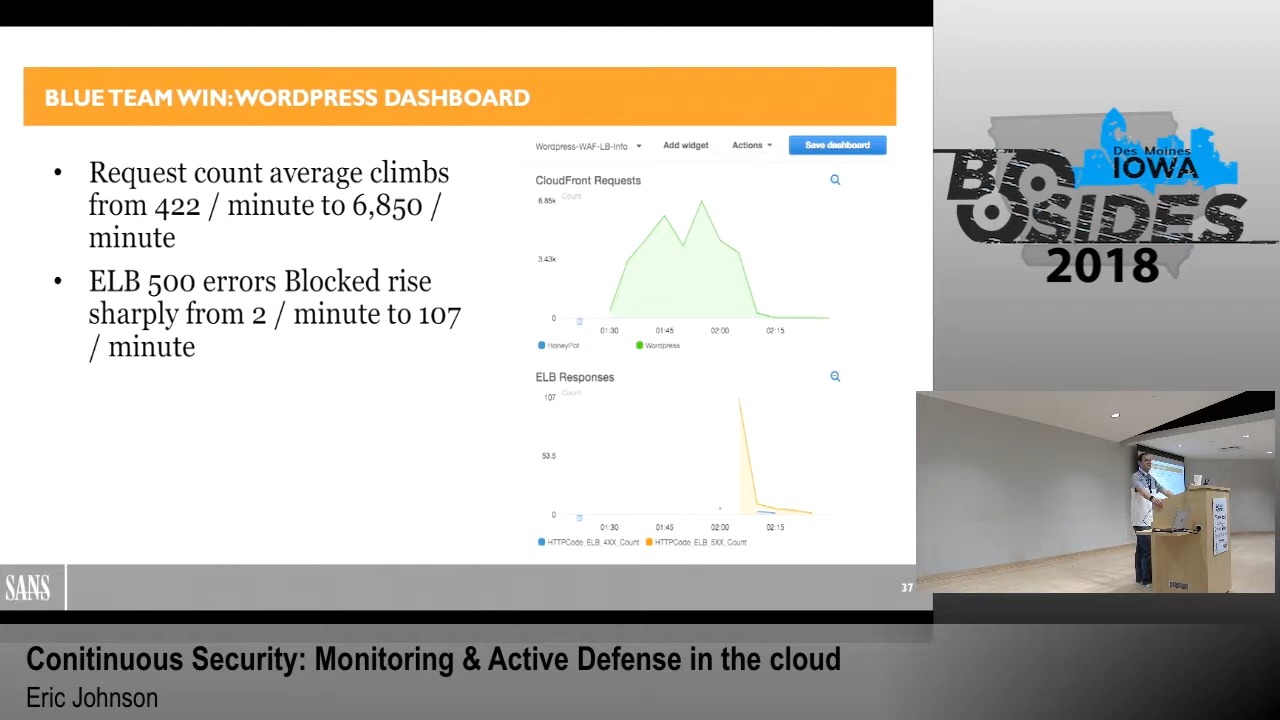 BLUE TEAM WIN: WORDPRESS DASHBOARD
• Request count average climbs
from 422 / minute to 6,850 /
minute
• ELB 500 errors Blocked rise
sharply from 2 / minute to 107
/ minute
Wordpress-WAF-LB-Info
Add widget
Actions
Save dashboard
CloudFront Requests
Count
6.85k
3.43k
0
01:30
01:45
02:00
02:15
HoneyPot
Wordpress
ELB Responses
Count
107
53.5
0
01:30
01:45
02:00
02:15
HTTPCode_ELB_4XX_Count
HTTPCode_ELB_5XX_Count
SANS
37
Des Moines
IOWA
BSIDES
2018
Conitinuous Security: Monitoring & Active Defense in the cloud
Eric Johnson